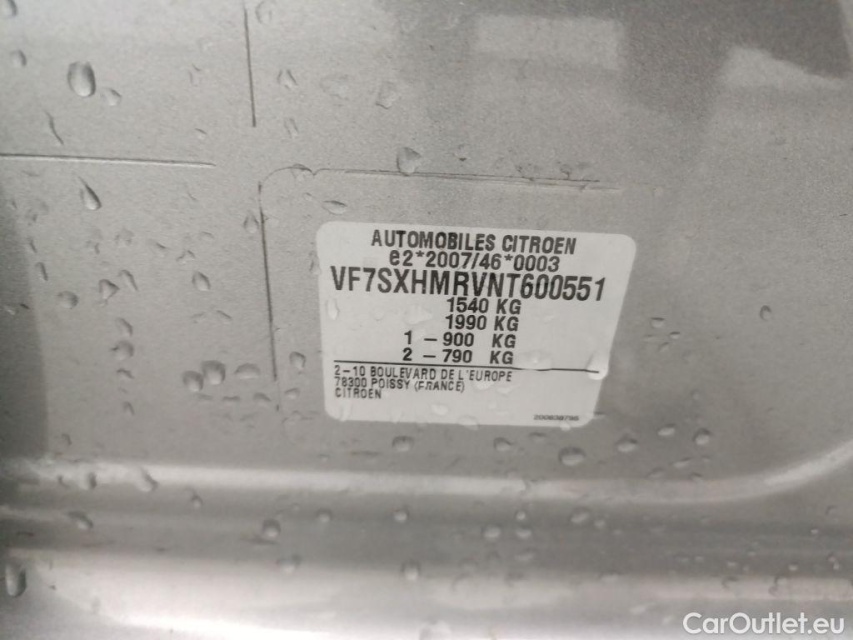 AUTOMOBILES CITROEN
e2*2007/46*0003
VF7SXHMRVNT600551
1540 KG
1990 KG
1 – 900 KG
2 – 790 KG
2-10 BOULEVARD DE L'EUROPE
78300 POISSY (FRANCE)
CITROEN
CarOutlet.eu